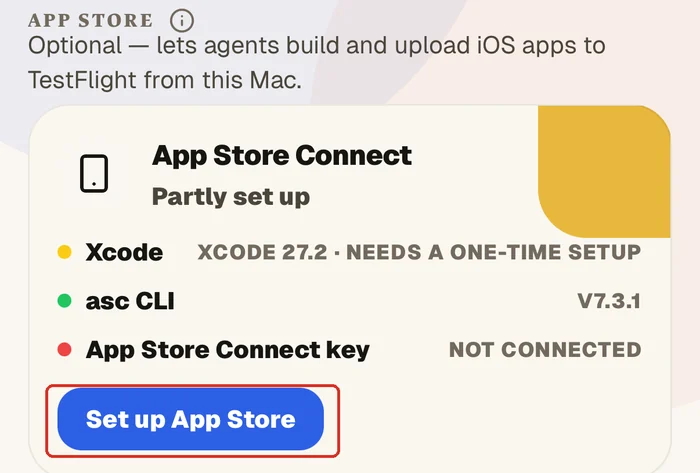 APP STORE
Optional — lets agents build and upload iOS apps to
TestFlight from this Mac.
App Store Connect
Partly set up
Xcode XCODE 27.2 · NEEDS A ONE-TIME SETUP
asc CLI V7.3.1
App Store Connect key NOT CONNECTED
Set up App Store